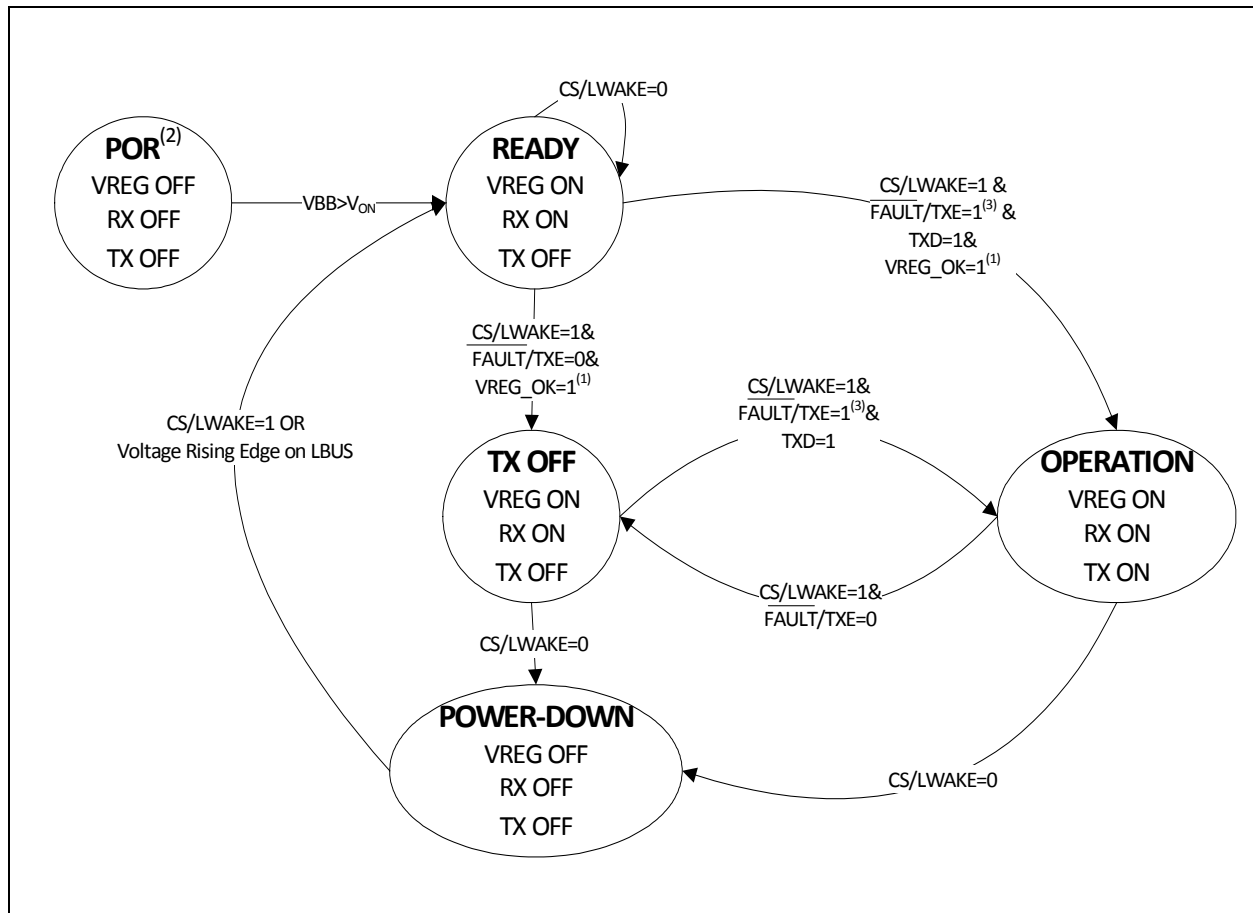 CS/LWAKE=0
POR(2)
VREG OFF
RX OFF
TX OFF
VBB>VON
READY
VREG ON
RX ON
TX OFF
CS/LWAKE=1 &
FAULT/TXE=1(3) &
TXD=1&
VREG_OK=1(1)
CS/LWAKE=1&
FAULT/TXE=0&
VREG_OK=1(1)
CS/LWAKE=1&
FAULT/TXE=1(3)&
TXD=1
CS/LWAKE=1 OR
Voltage Rising Edge on LBUS
TX OFF
VREG ON
RX ON
TX OFF
OPERATION
VREG ON
RX ON
TX ON
CS/LWAKE=1&
FAULT/TXE=0
CS/LWAKE=0
POWER-DOWN
VREG OFF
RX OFF
TX OFF
CS/LWAKE=0